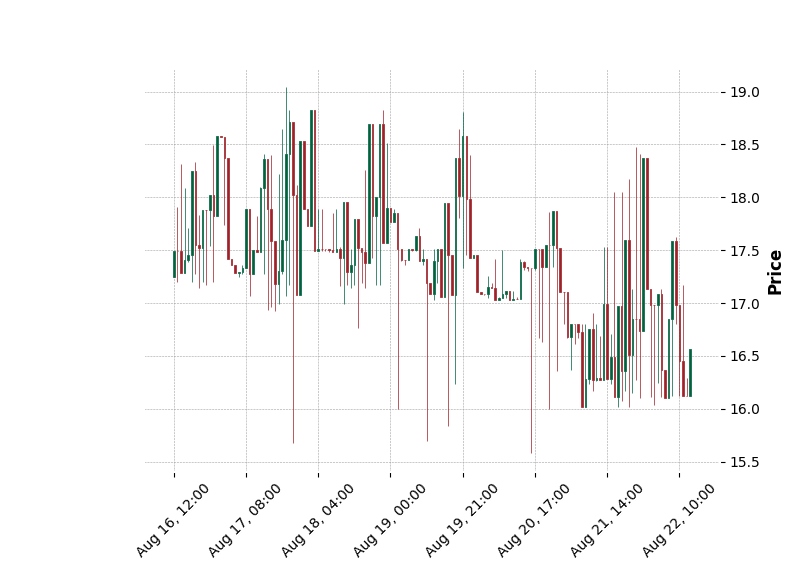 19.0
18.5
18.0
17.5
17.0
16.5
16.0
15.5
Price
Aug 16, 12:00
Aug 17, 08:00
Aug 18, 04:00
Aug 19, 00:00
Aug 19, 21:00
Aug 20, 17:00
Aug 21, 14:00
Aug 22, 10:00